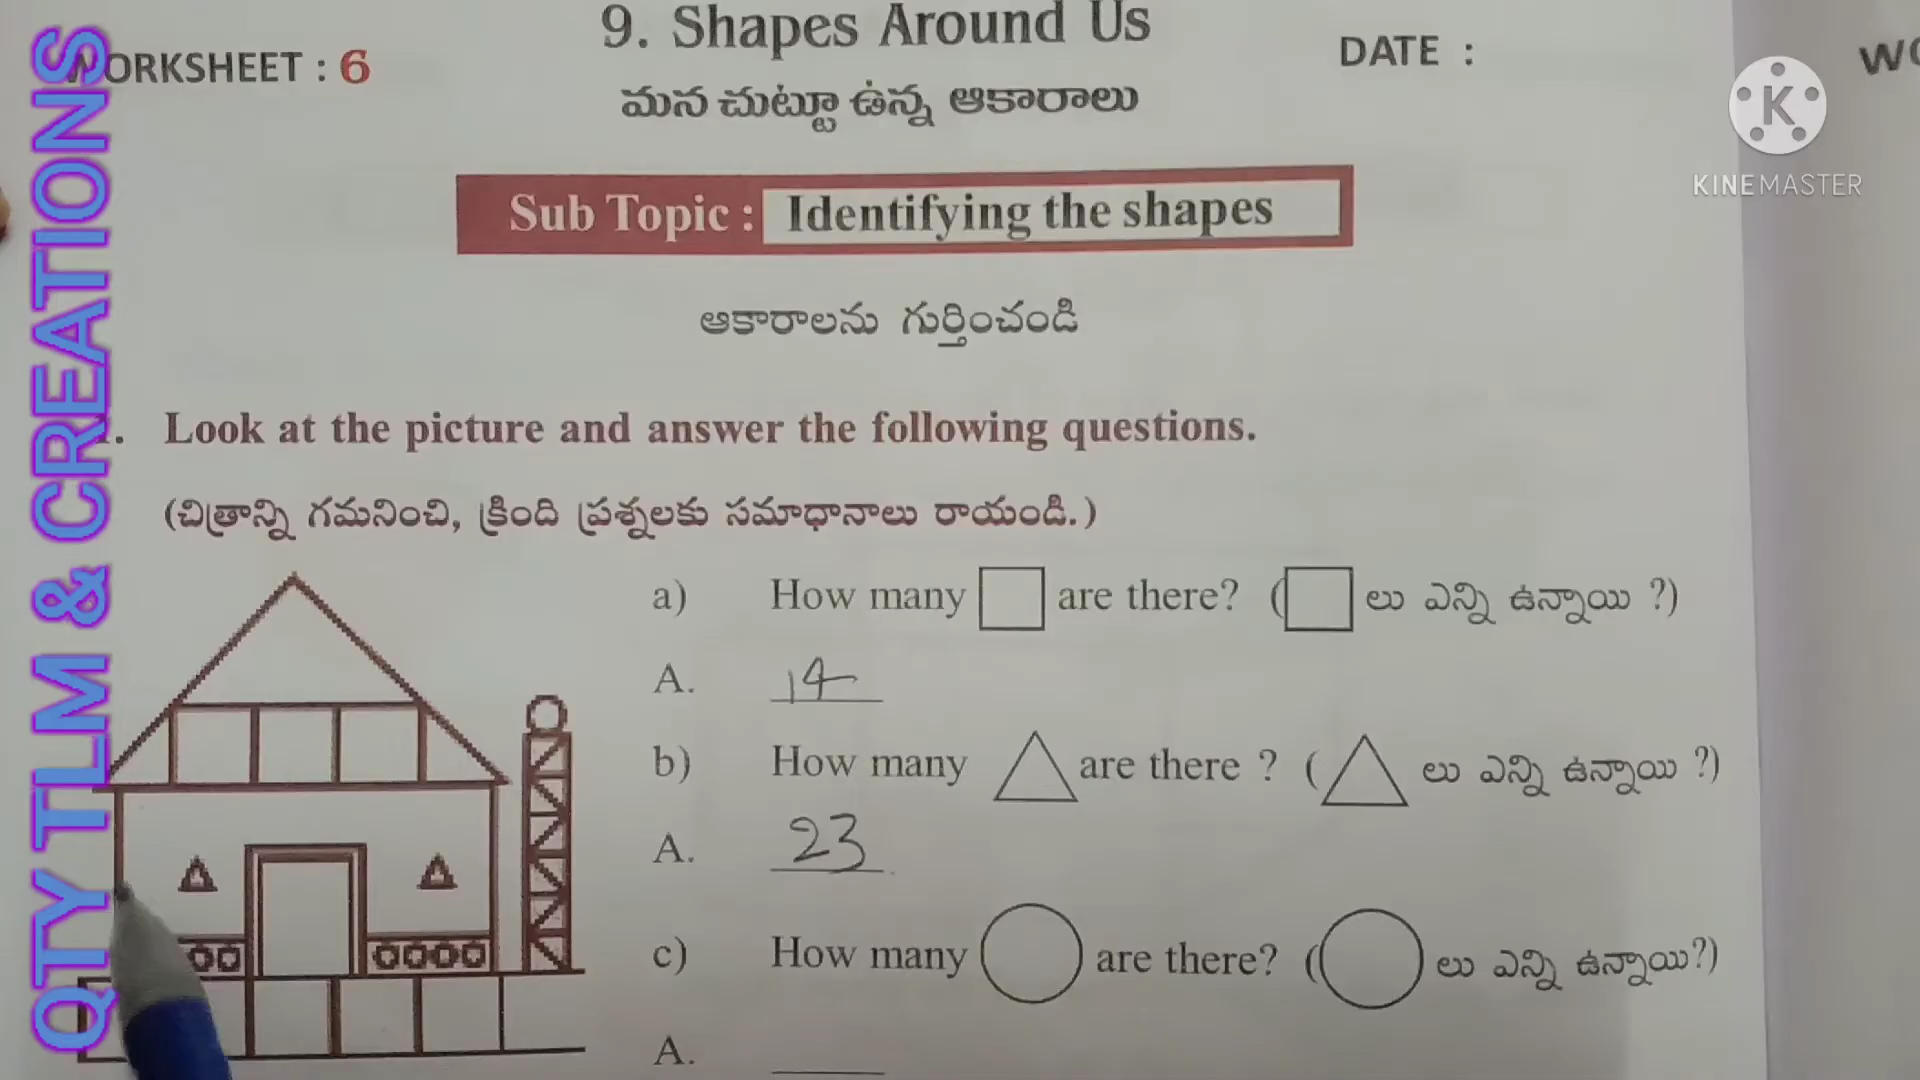 9. Shapes Around Us
WORKSHEET : 6
DATE :
మన చుట్టూ ఉన్న ఆకారాలు
KINEMASTER
Sub Topic : Identifying the shapes
ఆకారాలను గుర్తించండి
1. Look at the picture and answer the following questions.
(చిత్రాన్ని గమనించి, క్రింది ప్రశ్నలకు సమాధానాలు రాయండి.)
a) How many are there? ( లు ఎన్ని ఉన్నాయి ?)
A. 14
b) How many are there ? ( లు ఎన్ని ఉన్నాయి ?)
A. 23
c) How many are there? ( లు ఎన్ని ఉన్నాయి?)
A.
QTY TLM & CREATIONS